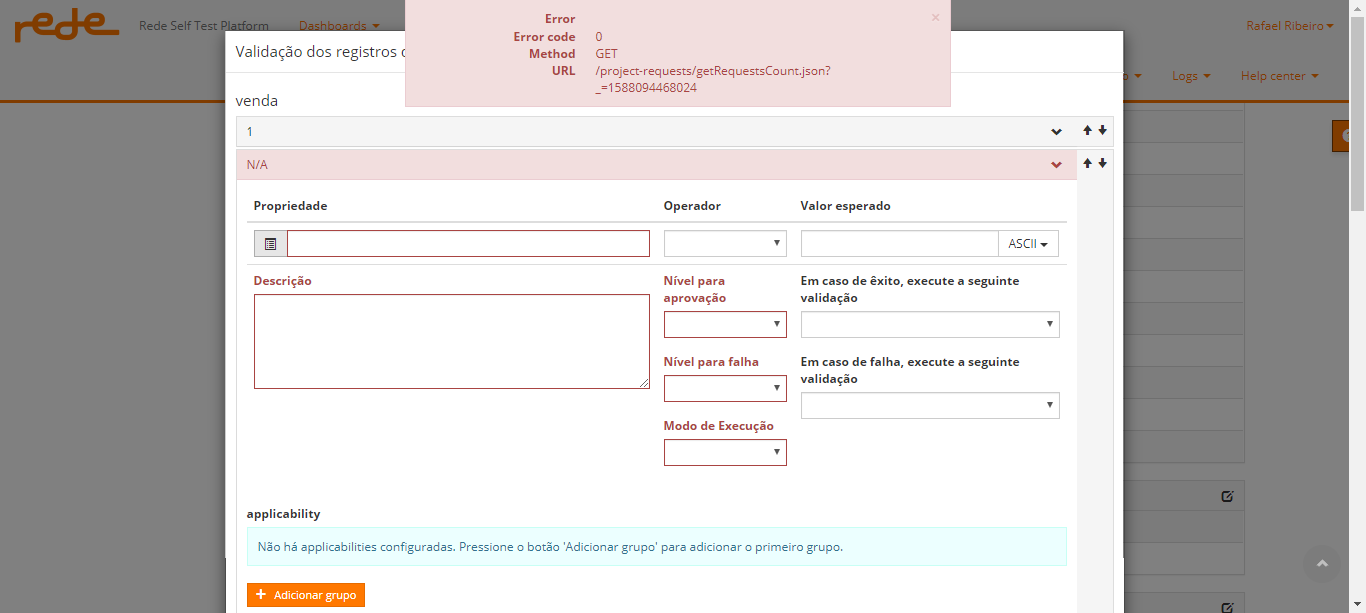 rede
Rede Self Test Platform
Dashboards
Rafael Ribeiro
Logs
Help center
Error
Error code 0
Method GET
URL /project-requests/getRequestsCount.json?
_=1588094468024
×
Validação dos registros
venda
1
N/A
Propriedade Operador Valor esperado
ASCII
Descrição
Nível para
aprovação
Em caso de êxito, execute a seguinte
validação
Nível para falha
Em caso de falha, execute a seguinte
validação
Modo de Execução
applicability
Não há applicabilities configuradas. Pressione o botão 'Adicionar grupo' para adicionar o primeiro grupo.
+ Adicionar grupo